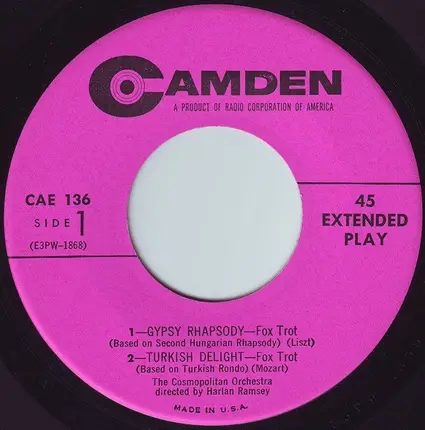 CAMDEN
A PRODUCT OF RADIO CORPORATION OF AMERICA
CAE 136
SIDE 1
(E3PW-1868)
45
EXTENDED
PLAY
1—GYPSY RHAPSODY—Fox Trot
(Based on Second Hungarian Rhapsody) (Liszt)
2—TURKISH DELIGHT—Fox Trot
(Based on Turkish Rondo) (Mozart)
The Cosmopolitan Orchestra
directed by Harlan Ramsey
MADE IN U.S.A.